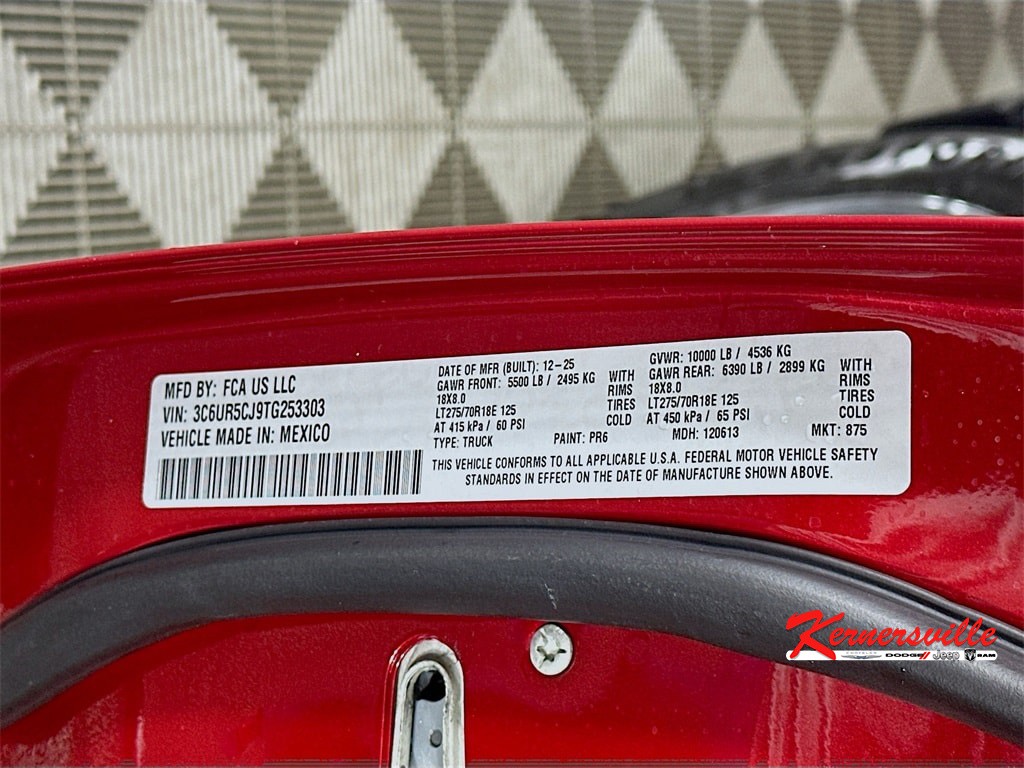 MFD BY: FCA US LLC
VIN: 3C6UR5CJ9TG253303
VEHICLE MADE IN: MEXICO
DATE OF MFR (BUILT): 12-25
GAWR FRONT: 5500 LB / 2495 KG
18X8.0
LT275/70R18E 125
AT 415 kPa / 60 PSI
WITH
RIMS
TIRES
COLD
TYPE: TRUCK
PAINT: PR6
GVWR: 10000 LB / 4536 KG
GAWR REAR: 6390 LB / 2899 KG
18X8.0
LT275/70R18E 125
AT 450 kPa / 65 PSI
WITH
RIMS
TIRES
COLD
MDH: 120613
MKT: 875
THIS VEHICLE CONFORMS TO ALL APPLICABLE U.S.A. FEDERAL MOTOR VEHICLE SAFETY
STANDARDS IN EFFECT ON THE DATE OF MANUFACTURE SHOWN ABOVE.
Kernersville
CHRYSLER DODGE Jeep RAM